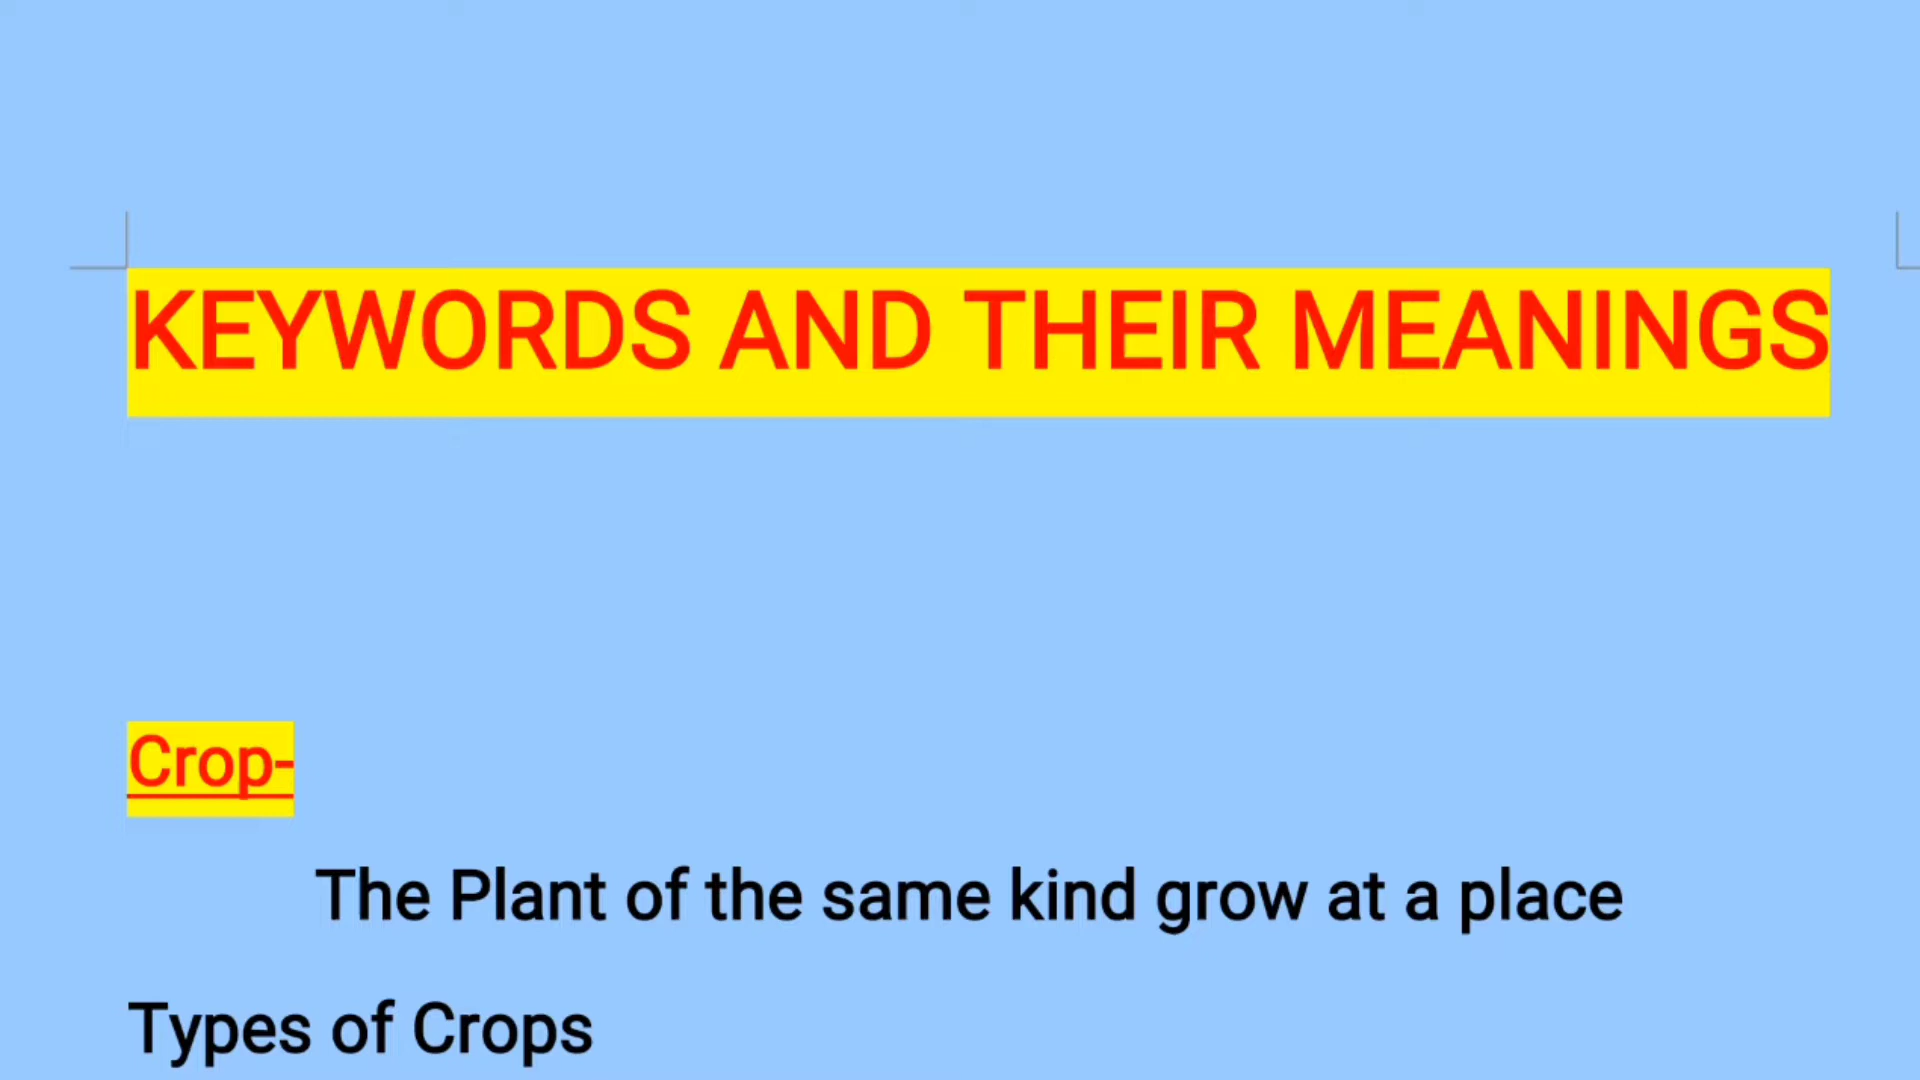 KEYWORDS AND THEIR MEANINGS
Crop-
The Plant of the same kind grow at a place
Types of Crops